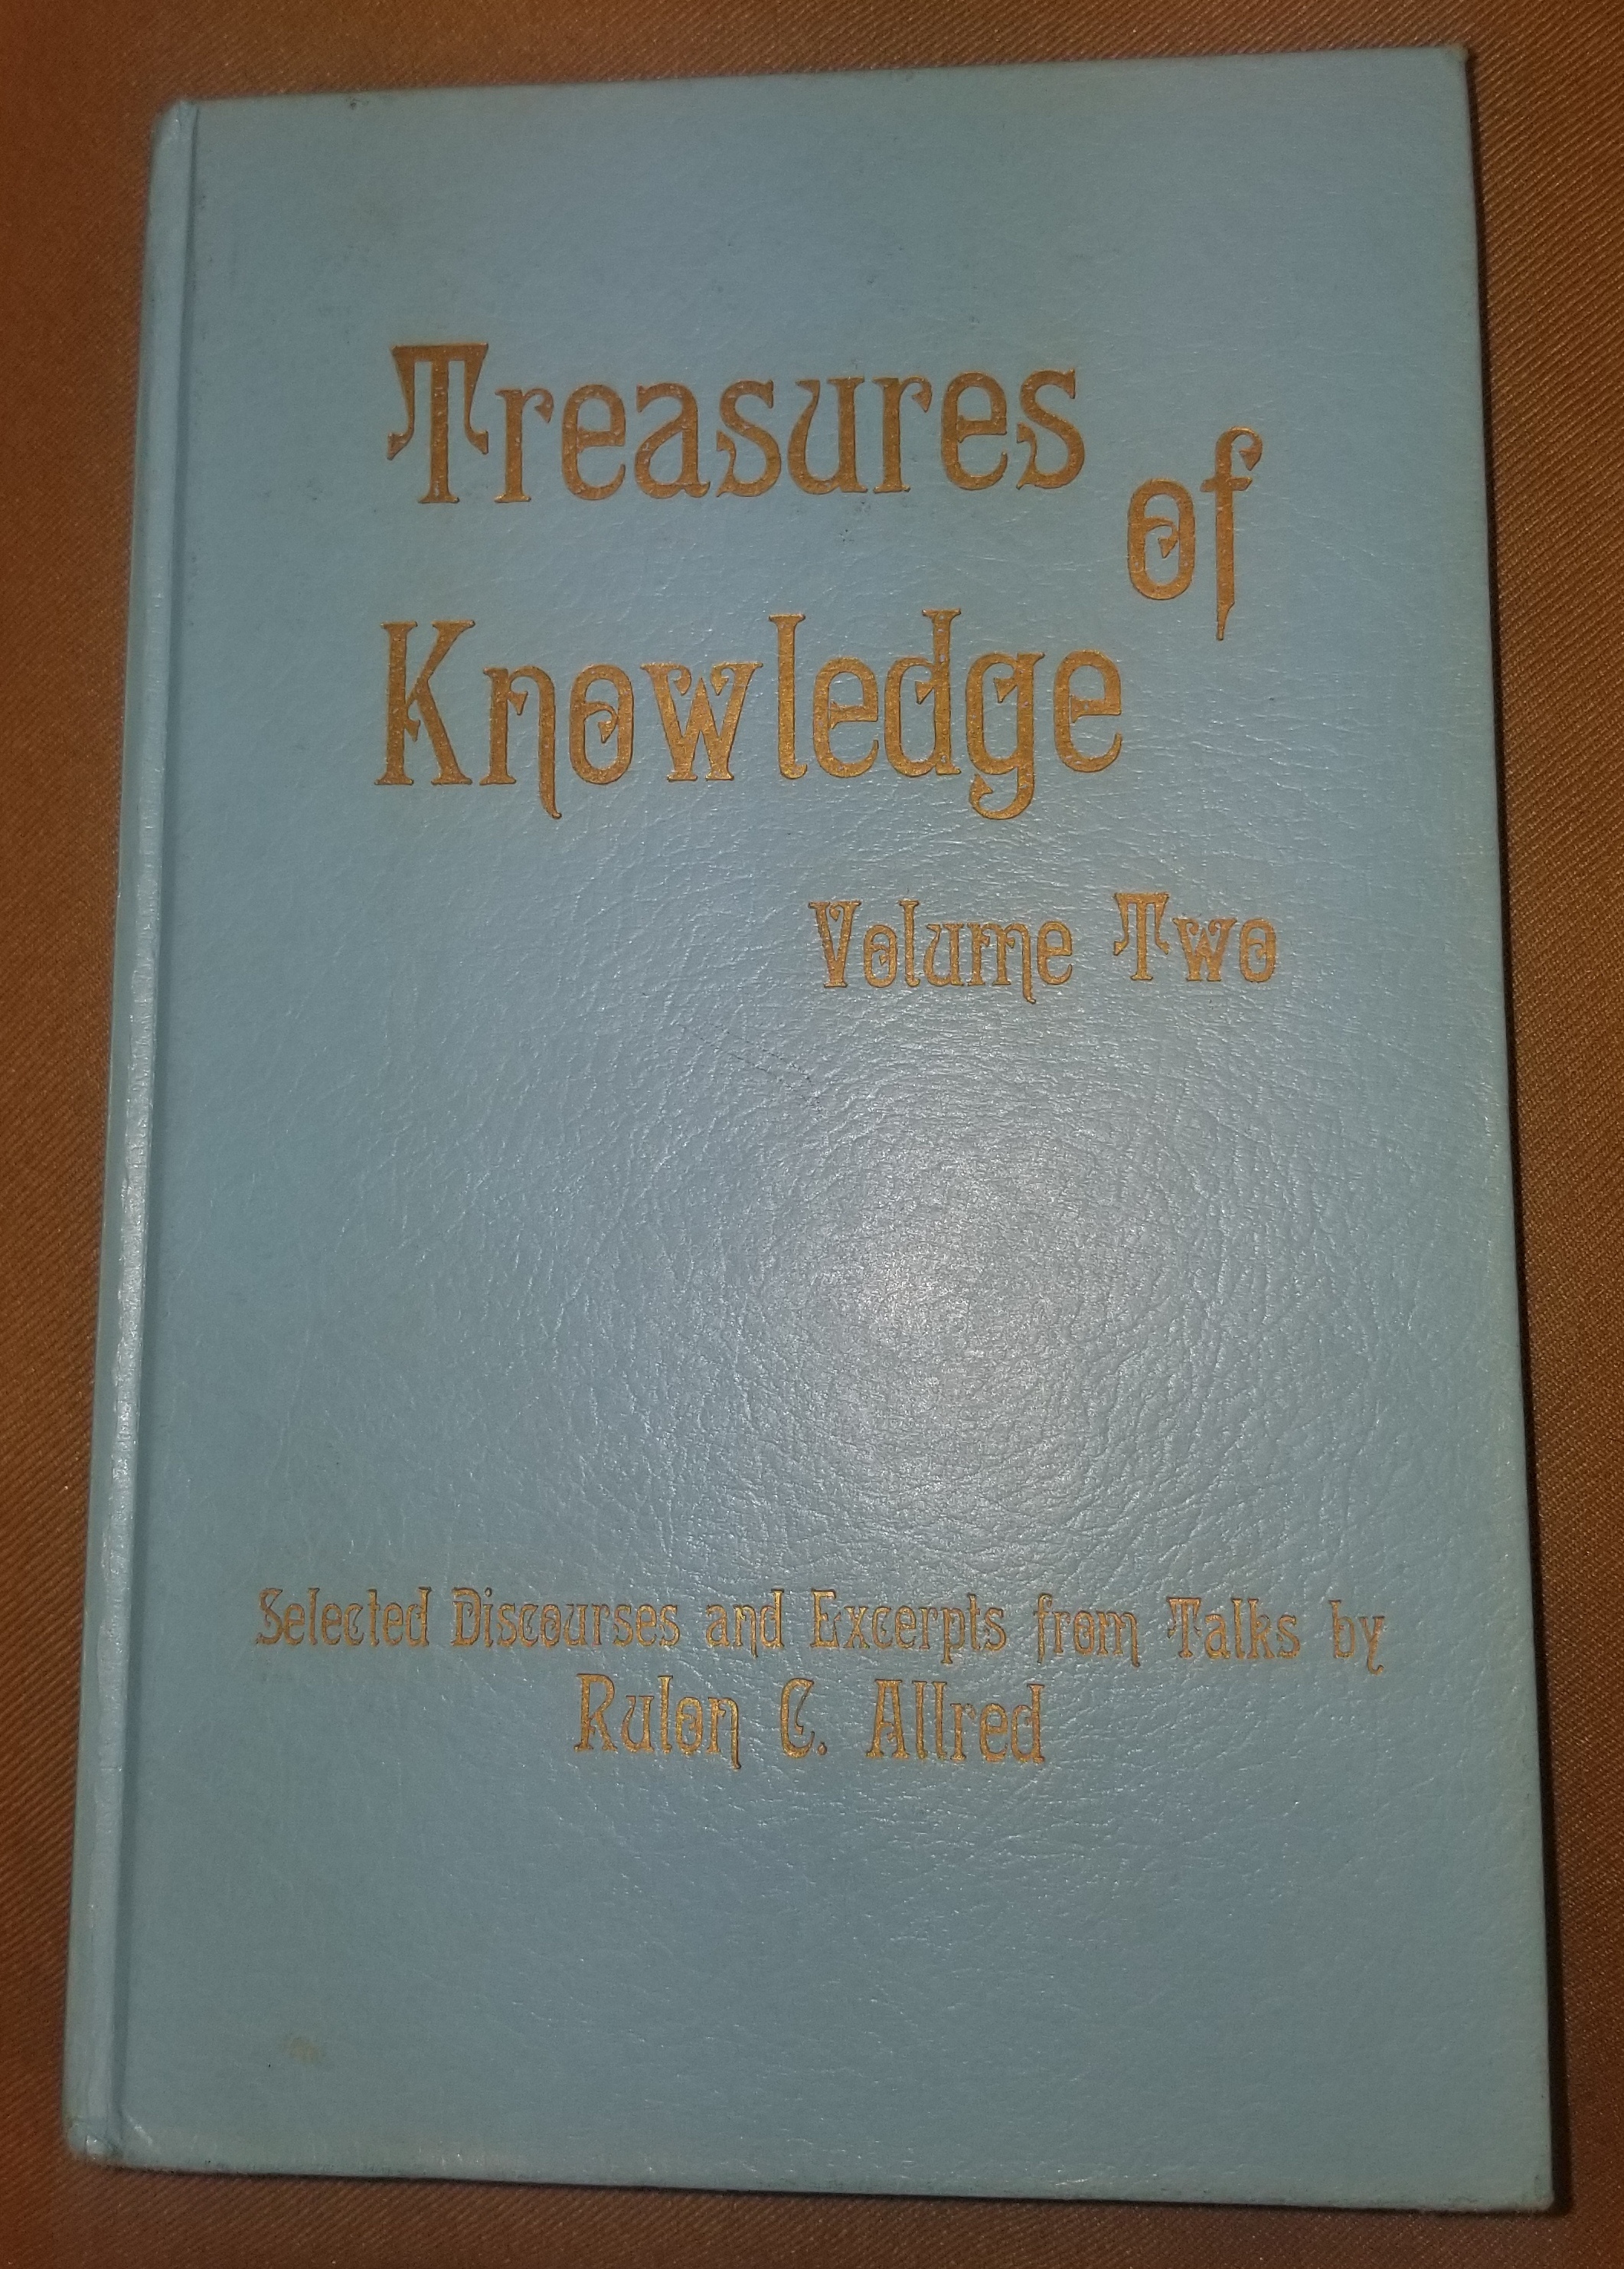 Treasures
of
Knowledge
Volume Two
Selected Discourses and Excerpts from Talks by
Rulon C. Allred